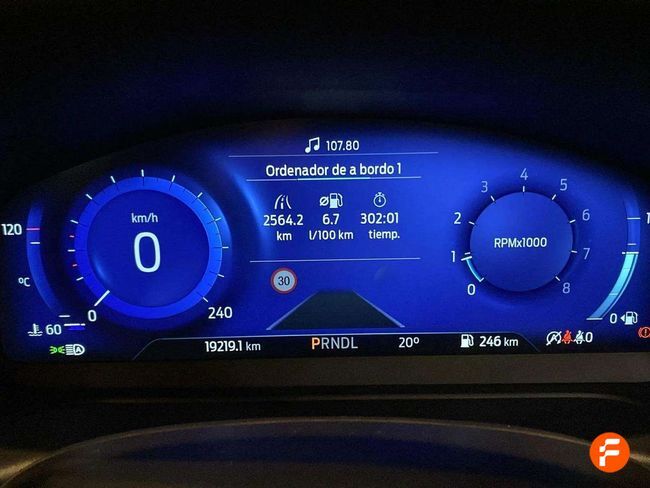 107.80
Ordenador de a bordo 1
2564.2 6.7 302:01
km l/100 km tiemp.
km/h
0
0 240
120
°C
60
30
RPMx1000
0 1 2 3 4 5 6 7 8
1
0
19219.1 km PRNDL 20° 246 km